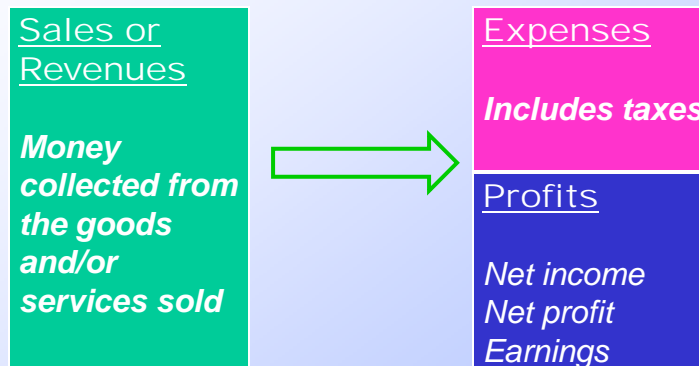 Sales or
Revenues
Money
collected from
the goods
and/or
services sold
Expenses
Includes taxes
Profits
Net income
Net profit
Earnings